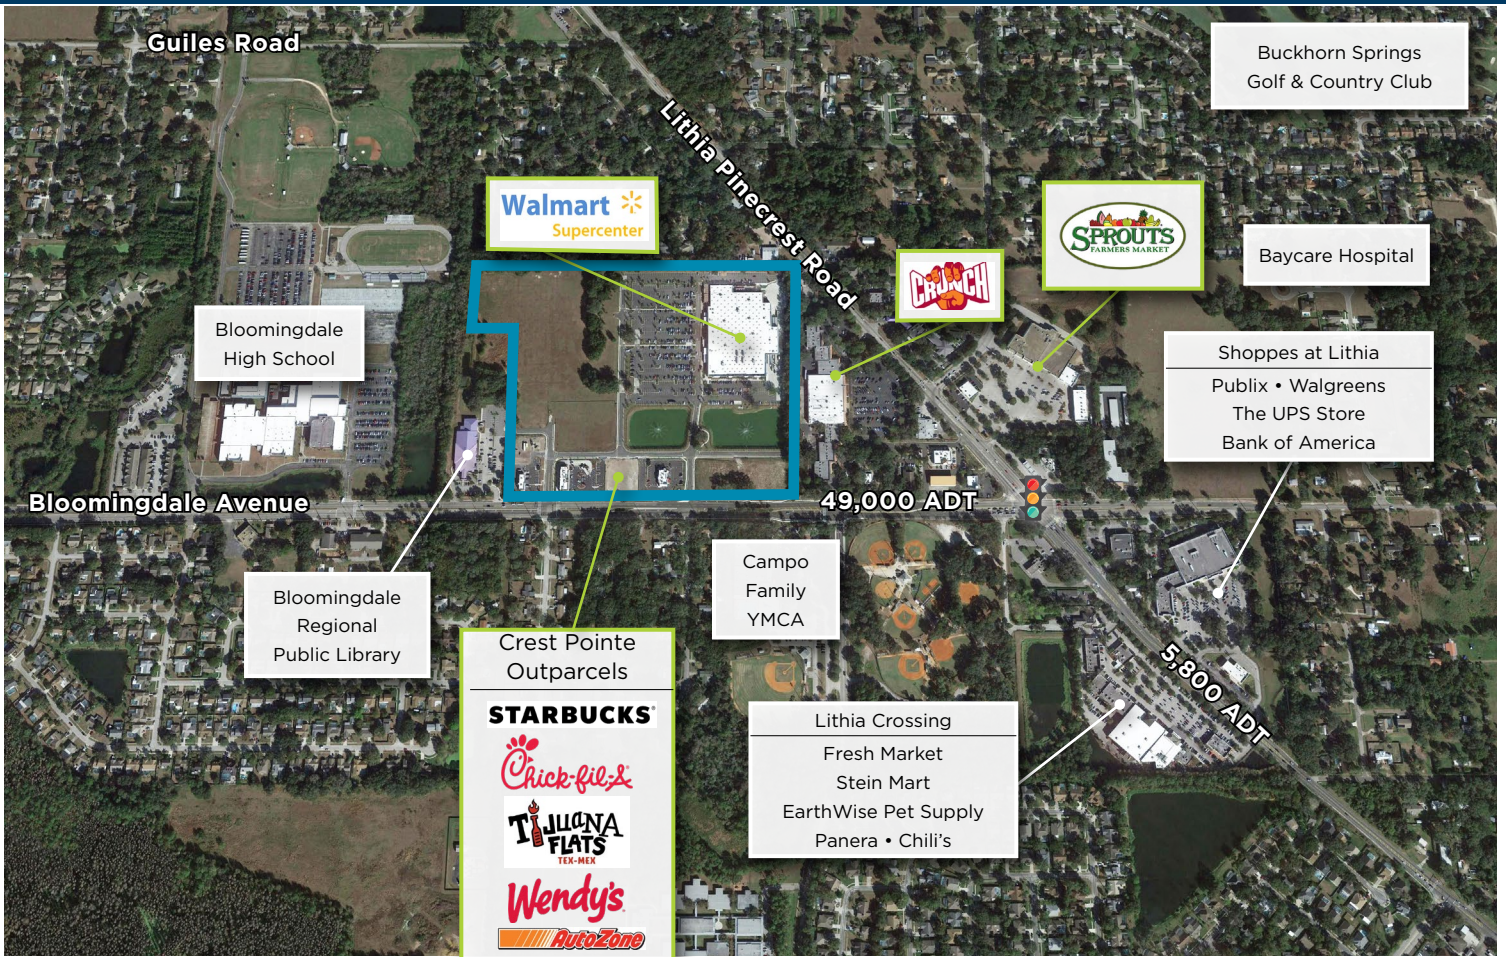 Guiles Road
Buckhorn Springs
Golf & Country Club
Lithia Pinecrest Road
Walmart
Supercenter
SPROUTS
FARMERS MARKET
CRUNCH
Baycare Hospital
Bloomingdale
High School
Shoppes at Lithia
Publix • Walgreens
The UPS Store
Bank of America
Bloomingdale Avenue
49,000 ADT
Campo
Family
YMCA
Bloomingdale
Regional
Public Library
Crest Pointe
Outparcels
STARBUCKS®
Chick-fil-A®
TIJUANA
FLATS
TEX-MEX
Wendy's
AutoZone
5,800 ADT
Lithia Crossing
Fresh Market
Stein Mart
EarthWise Pet Supply
Panera • Chili's